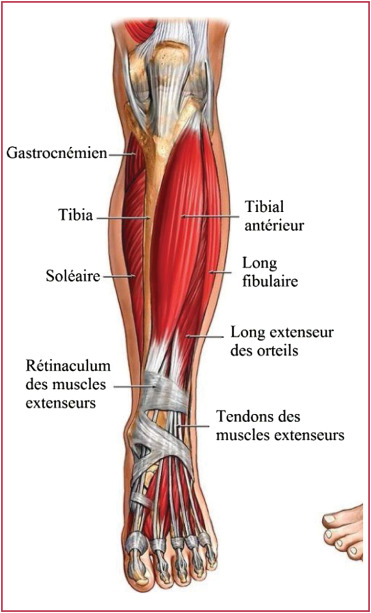 Gastrocnémien
Tibia
Tibial
antérieur
Soléaire
Long
fibulaire
Long extenseur
des orteils
Rétinaculum
des muscles
extenseurs
Tendons des
muscles extenseurs